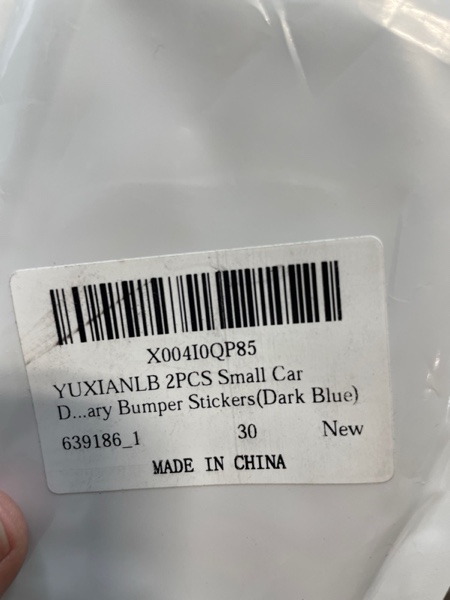 X004I0QP85
YUXIANLB 2PCS Small Car
D...ary Bumper Stickers(Dark Blue)
639186_1 30 New
MADE IN CHINA